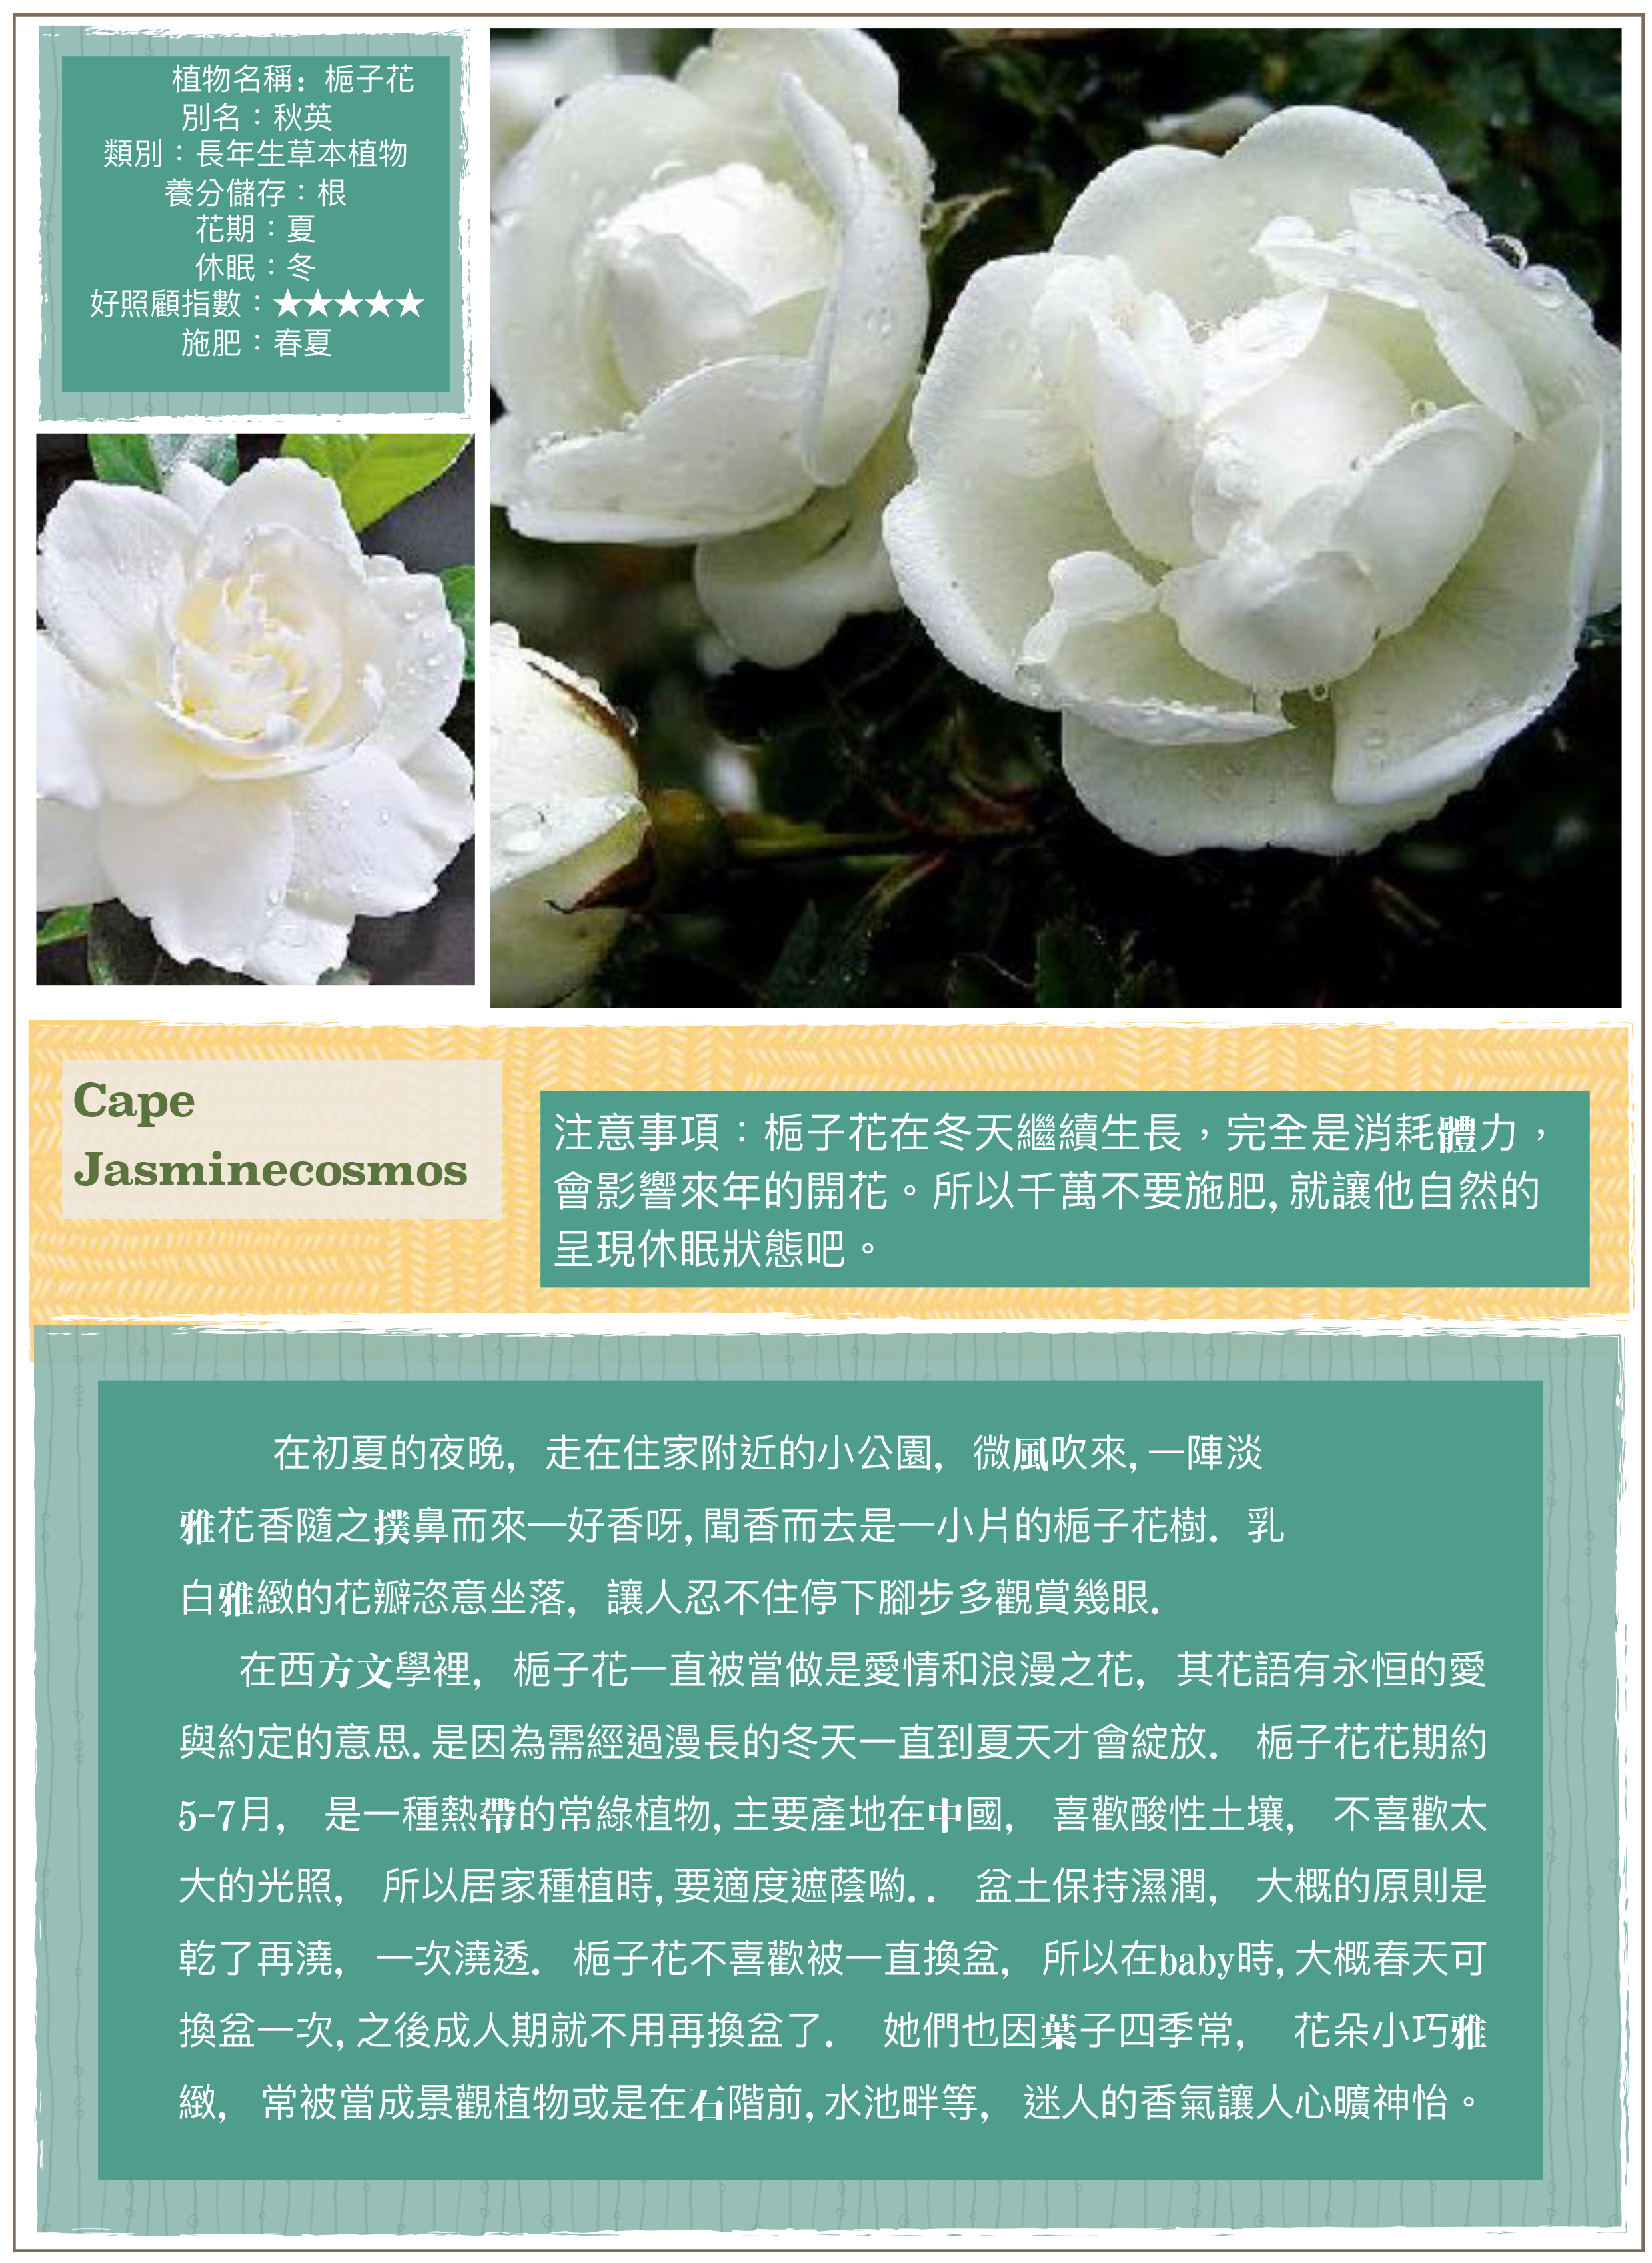 植物名稱: 梔子花
別名：秋英
類別：長年生草本植物
養分儲存：根
花期：夏
休眠：冬
好照顧指數：★★★★★
施肥：春夏
Cape
Jasminecosmos
注意事項：梔子花在冬天繼續生長，完全是消耗體力，
會影響來年的開花。所以千萬不要施肥, 就讓他自然的
呈現休眠狀態吧。
在初夏的夜晚, 走在住家附近的小公園, 微風吹來, 一陣淡
雅花香隨之撲鼻而來—好香呀, 聞香而去是一小片的梔子花樹. 乳
白雅緻的花瓣恣意坐落, 讓人忍不住停下腳步多觀賞幾眼.
在西方文學裡, 梔子花一直被當做是愛情和浪漫之花, 其花語有永恒的愛
與約定的意思. 是因為需經過漫長的冬天一直到夏天才會綻放. 梔子花花期約
5-7月, 是一種熱帶的常綠植物, 主要產地在中國, 喜歡酸性土壤, 不喜歡太
大的光照, 所以居家種植時, 要適度遮蔭喲. . 盆土保持濕潤, 大概的原則是
乾了再澆, 一次澆透. 梔子花不喜歡被一直換盆, 所以在baby時, 大概春天可
換盆一次, 之後成人期就不用再換盆了. 她們也因葉子四季常, 花朵小巧雅
緻, 常被當成景觀植物或是在石階前, 水池畔等, 迷人的香氣讓人心曠神怡。